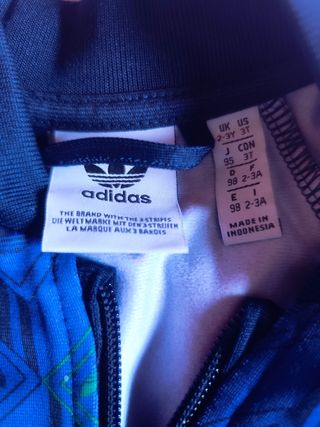 adidas
THE BRAND WITH THE 3 STRIPES
DIE WELTMARKE MIT DEN 3 STREIFEN
LA MARQUE AUX 3 BANDES
UK US
2-3Y 3T
J CDN
95 3T
D F
98 2-3A
E I
98 2-3A
MADE IN
INDONESIA